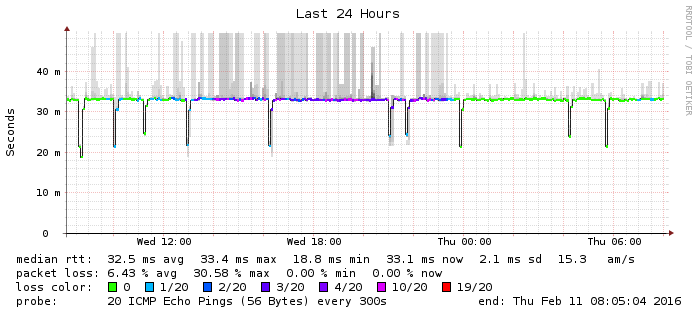 Last 24 Hours
RRDTOOL / TOBI OETIKER
Seconds
40 m
30 m
20 m
10 m
0
Wed 12:00 Wed 18:00 Thu 00:00 Thu 06:00
median rtt: 32.5 ms avg 33.4 ms max 18.8 ms min 33.1 ms now 2.1 ms sd 15.3 am/s
packet loss: 6.43 % avg 30.58 % max 0.00 % min 0.00 % now
loss color: 0 1/20 2/20 3/20 4/20 10/20 19/20
probe: 20 ICMP Echo Pings (56 Bytes) every 300s end: Thu Feb 11 08:05:04 2016